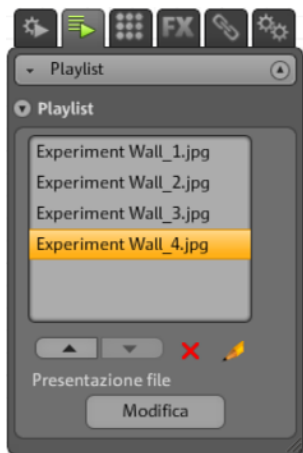 FX
Playlist
Playlist
Experiment Wall_1.jpg
Experiment Wall_2.jpg
Experiment Wall_3.jpg
Experiment Wall_4.jpg
Presentazione file
Modifica